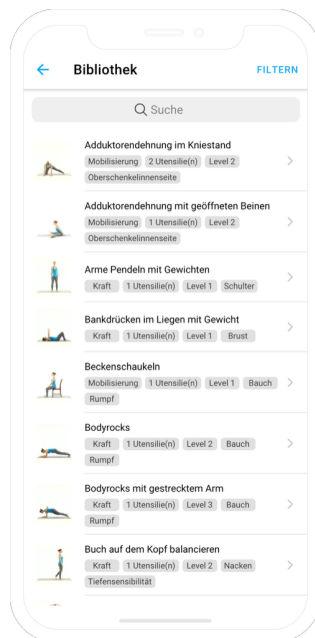 Bibliothek FILTERN
Suche
Adduktorendehnung im Kniestand
Mobilisierung 2 Utensilie(n) Level 2
Oberschenkelinnenseite
Adduktorendehnung mit geöffneten Beinen
Mobilisierung 1 Utensilie(n) Level 2
Oberschenkelinnenseite
Arme Pendeln mit Gewichten
Kraft 1 Utensilie(n) Level 1 Schulter
Bankdrücken im Liegen mit Gewicht
Kraft 1 Utensilie(n) Level 1 Brust
Beckenschaukeln
Mobilisierung 1 Utensilie(n) Level 1 Bauch
Rumpf
Bodyrocks
Kraft 1 Utensilie(n) Level 2 Bauch
Rumpf
Bodyrocks mit gestrecktem Arm
Kraft 1 Utensilie(n) Level 3 Bauch
Rumpf
Buch auf dem Kopf balancieren
Kraft 1 Utensilie(n) Level 2 Nacken
Tiefensensibilität